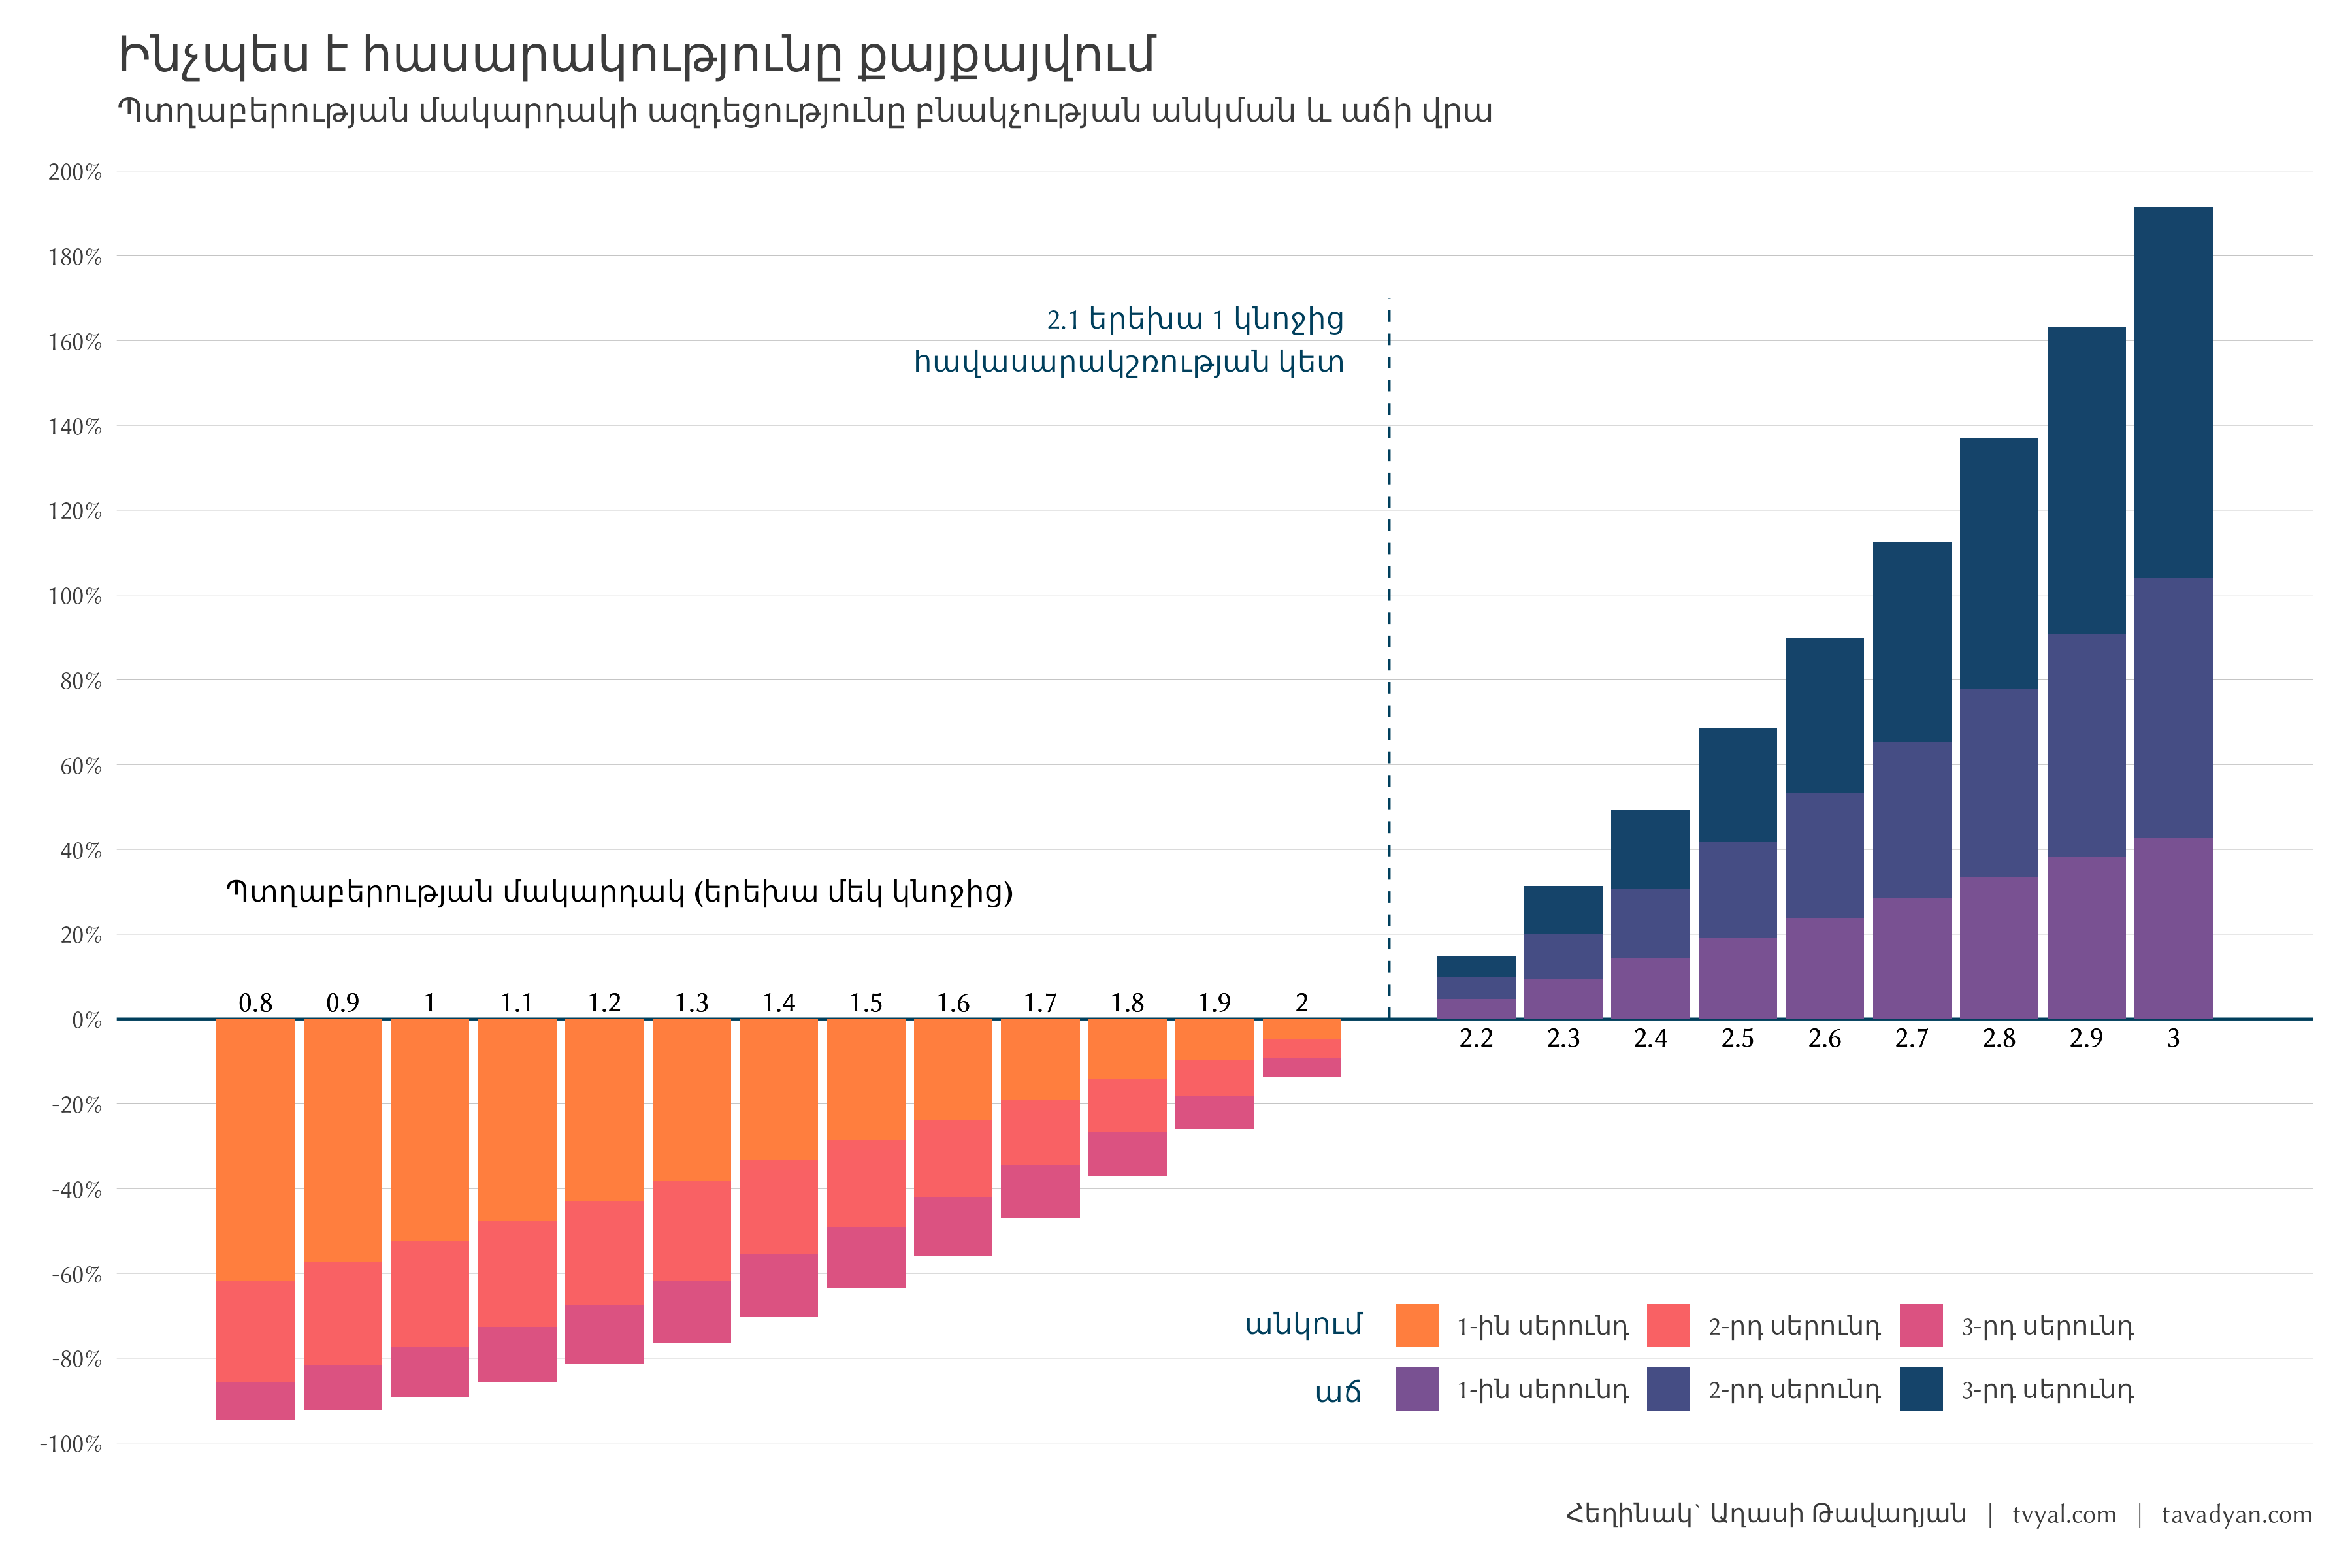 Ինչպես է հասարակությունը քայքայվում
Պտղաբերության մակարդակի ազդեցությունը բնակչության անկման և աճի վրա
200%
180%
160%
140%
120%
100%
80%
60%
40%
20%
0%
-20%
-40%
-60%
-80%
-100%
2.1 երեխա 1 կնոջից
հավասարակշռության կետ
Պտղաբերության մակարդակ (երեխա մեկ կնոջից)
0.8 0.9 1 1.1 1.2 1.3 1.4 1.5 1.6 1.7 1.8 1.9 2
2.2 2.3 2.4 2.5 2.6 2.7 2.8 2.9 3
անկում 1-ին սերունդ 2-րդ սերունդ 3-րդ սերունդ
աճ 1-ին սերունդ 2-րդ սերունդ 3-րդ սերունդ
Հեղինակ` Աղասի Թավադյան | tvyal.com | tavadyan.com